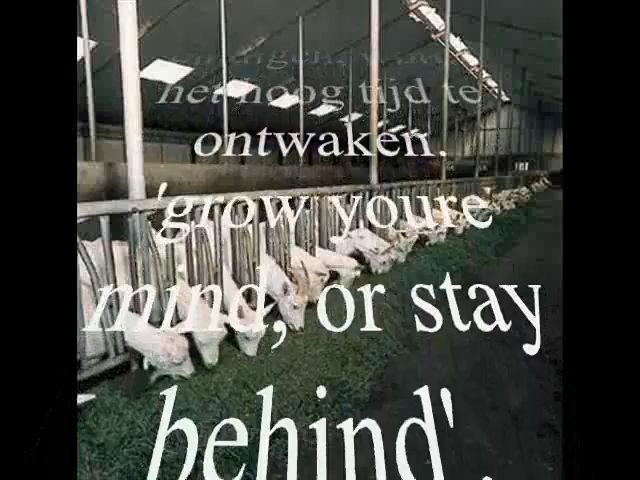 het hoog tijd te
ontwaken.
'grow youre
mind, or stay
behind'.